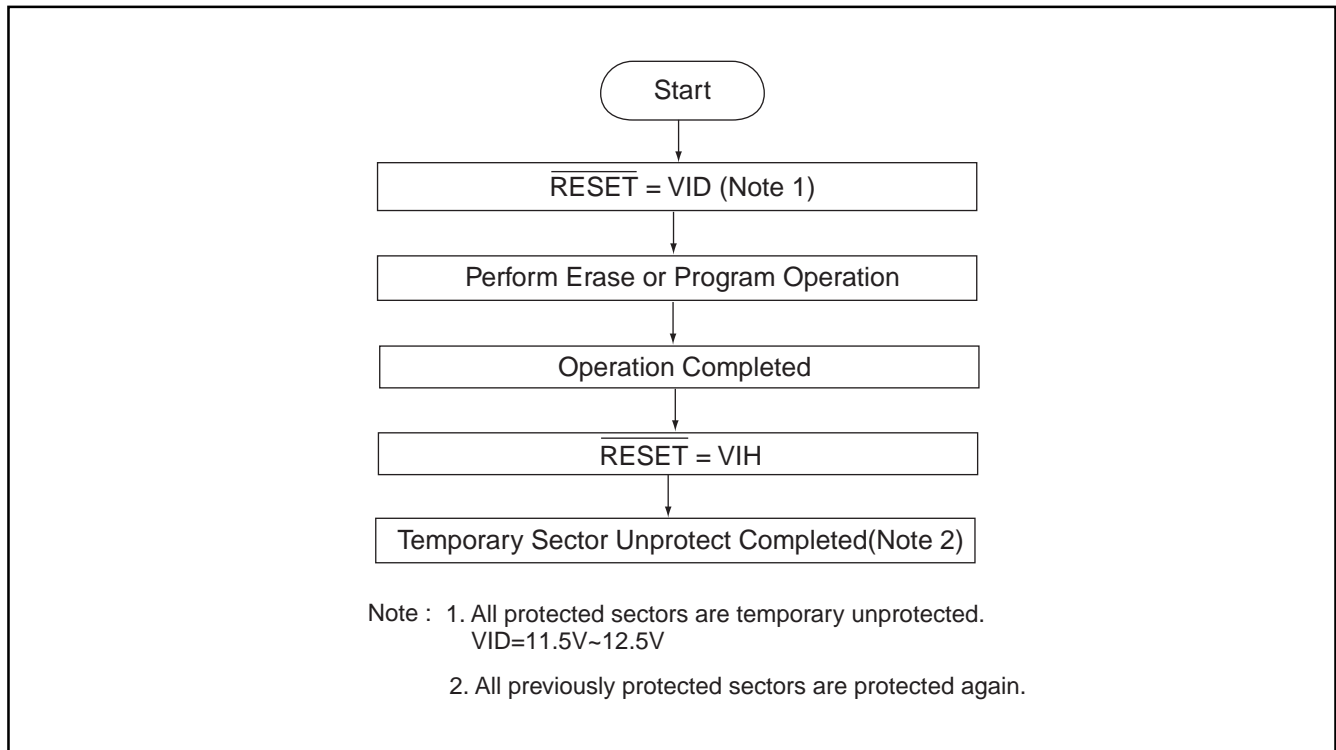 Start
RESET = VID (Note 1)
Perform Erase or Program Operation
Operation Completed
RESET = VIH
Temporary Sector Unprotect Completed(Note 2)
Note : 1. All protected sectors are temporary unprotected.
VID=11.5V~12.5V
2. All previously protected sectors are protected again.